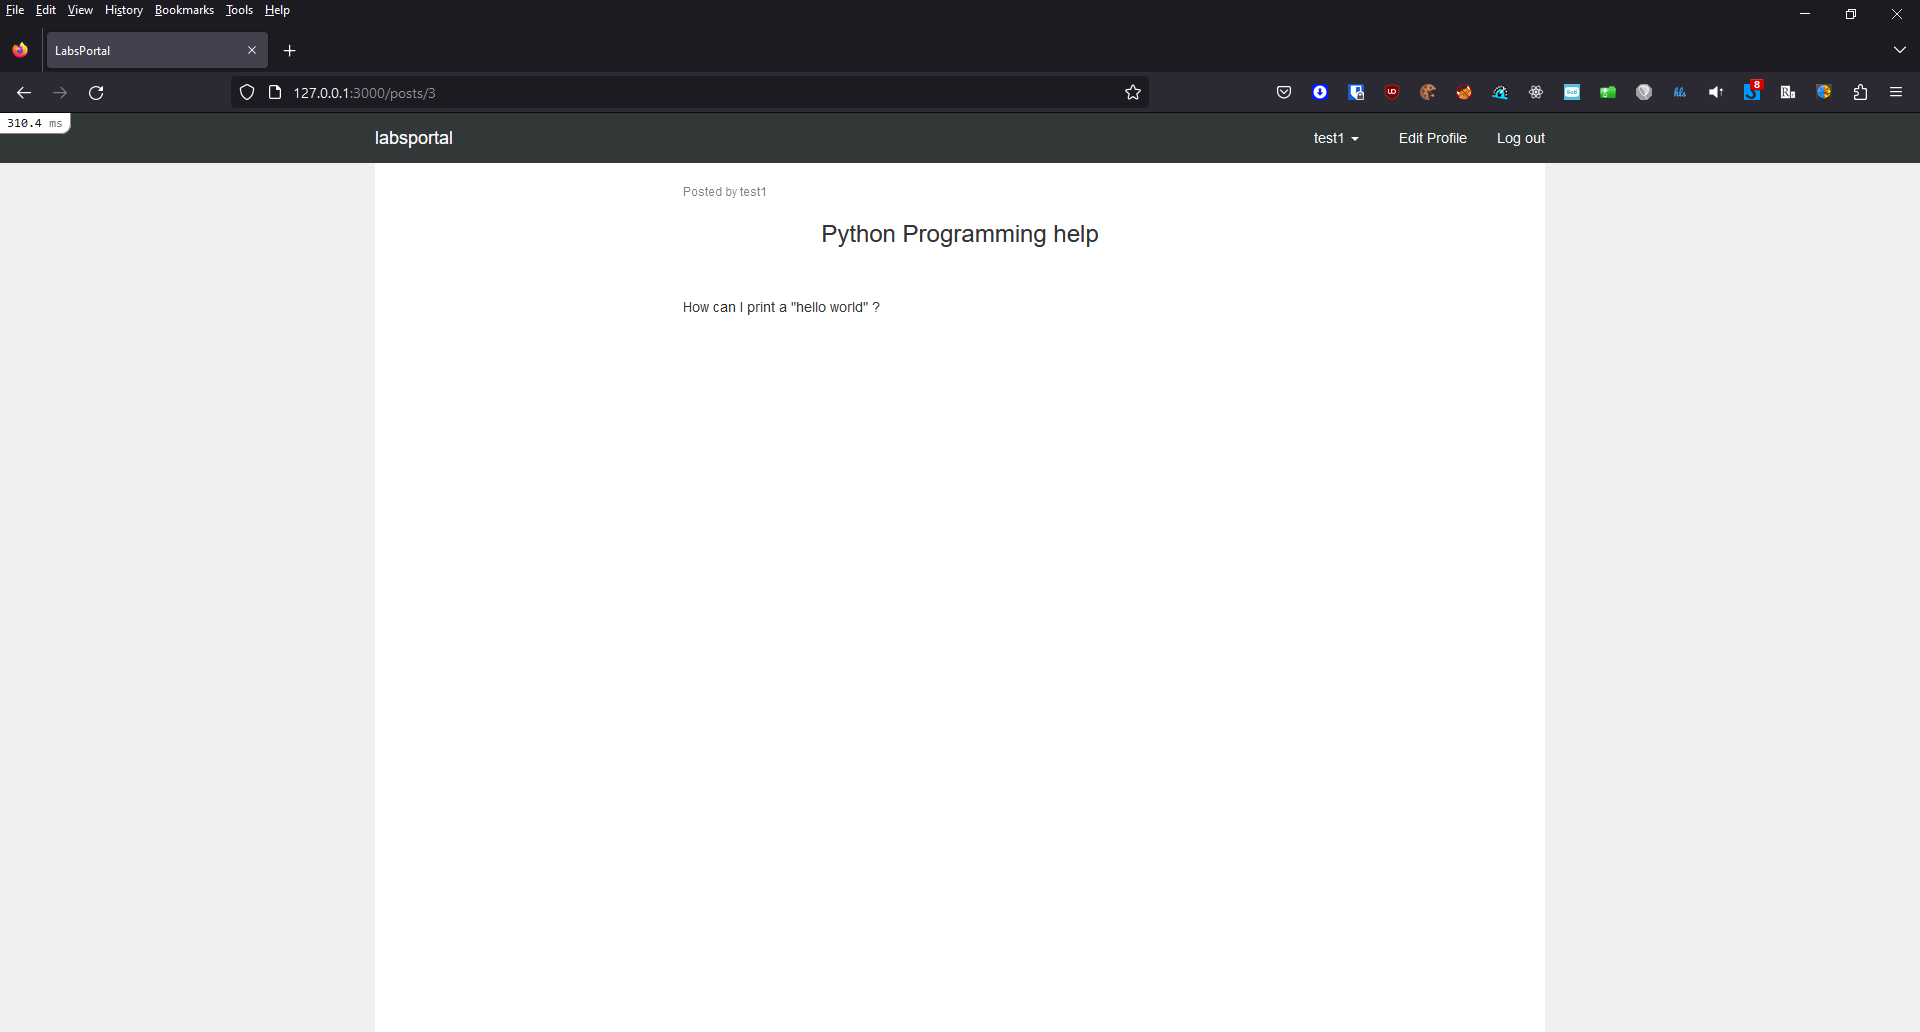 File Edit View History Bookmarks Tools Help
LabsPortal
127.0.0.1:3000/posts/3
8
310.4 ms
labsportal
test1
Edit Profile
Log out
Posted by test1
Python Programming help
How can I print a "hello world" ?